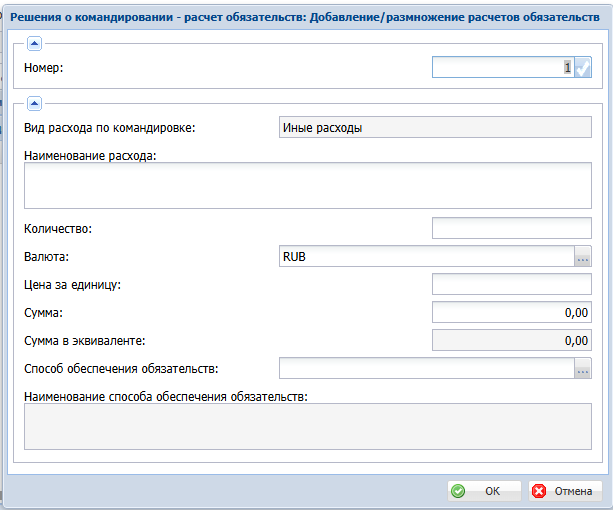 Решения о командировании - расчет обязательств: Добавление/размножение расчетов обязательств
Номер: 1
Вид расхода по командировке: Иные расходы
Наименование расхода:
Количество:
Валюта: RUB ...
Цена за единицу:
Сумма: 0,00
Сумма в эквиваленте: 0,00
Способ обеспечения обязательств: ...
Наименование способа обеспечения обязательств:
ОК Отмена